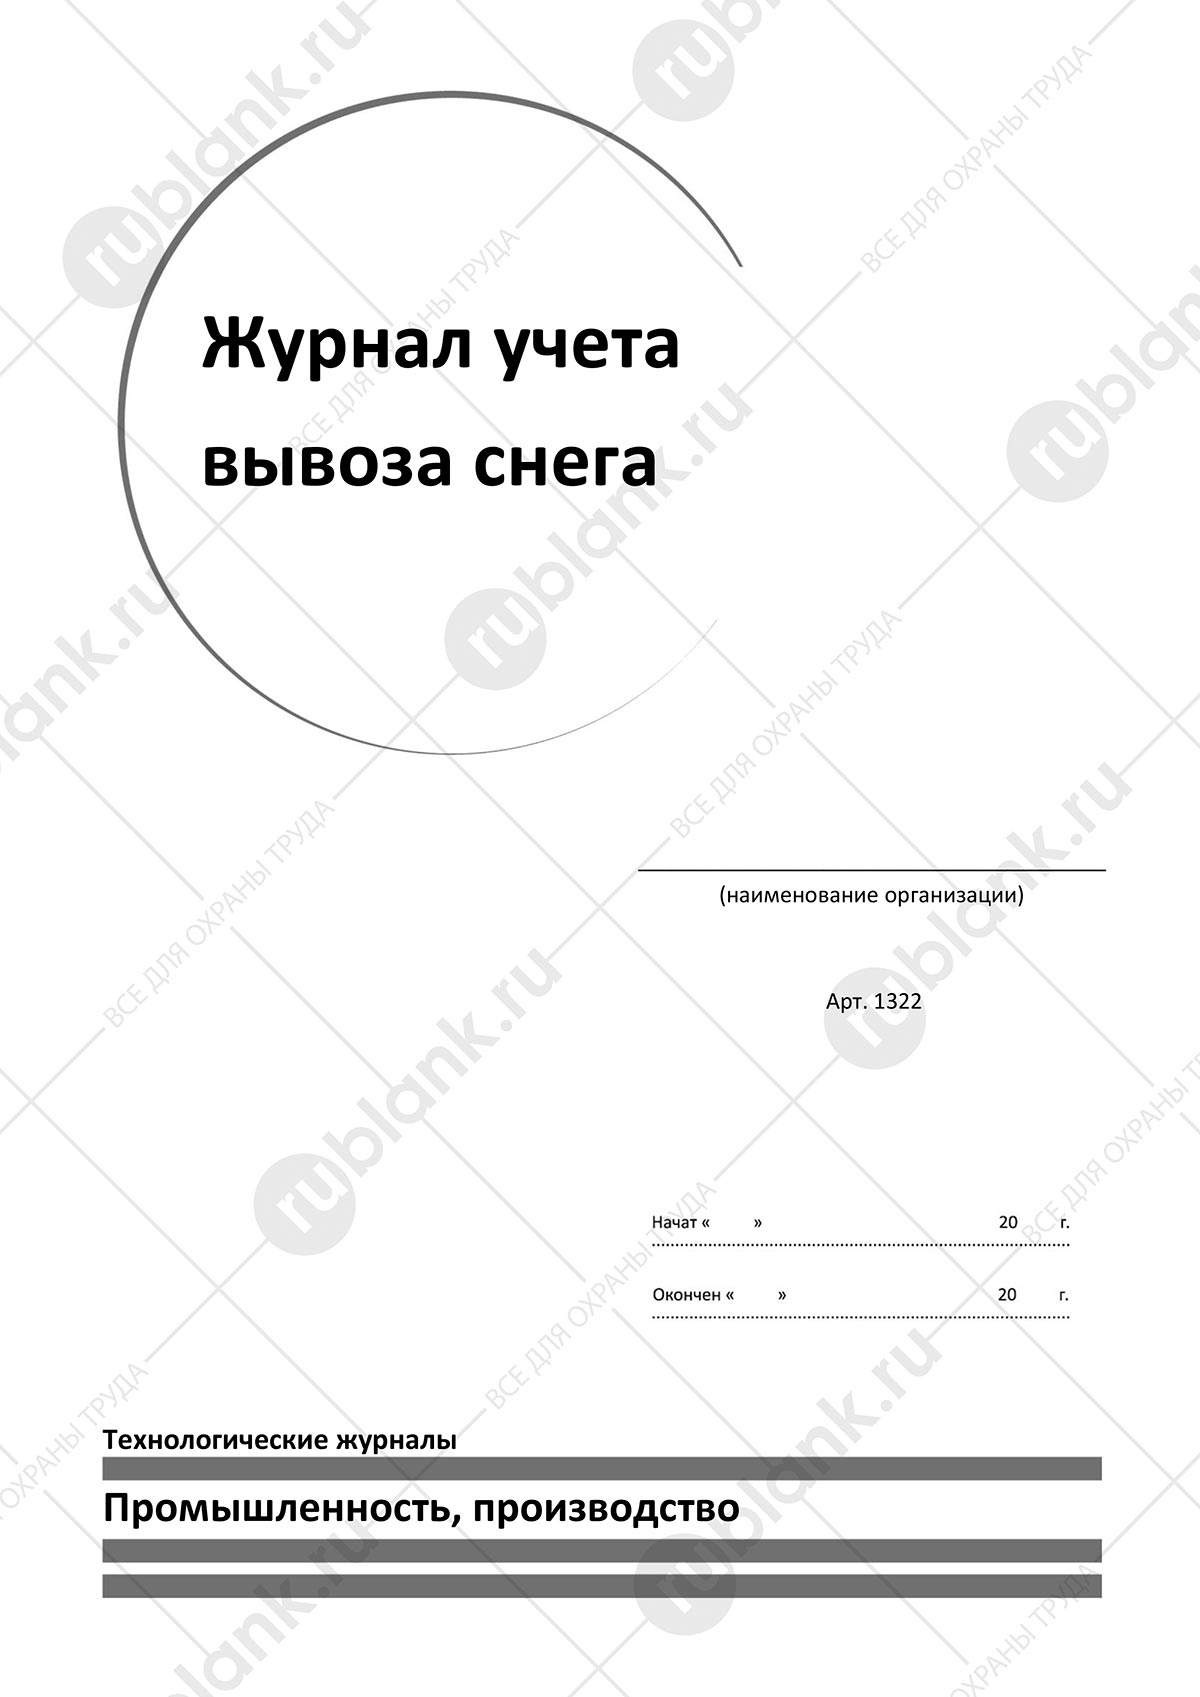 Журнал учета
вывоза снега
(наименование организации)
Арт. 1322
Начат « » 20 г.
Окончен « » 20 г.
Технологические журналы
Промышленность, производство
rublank.ru
ВСЕ ДЛЯ ОХРАНЫ ТРУДА